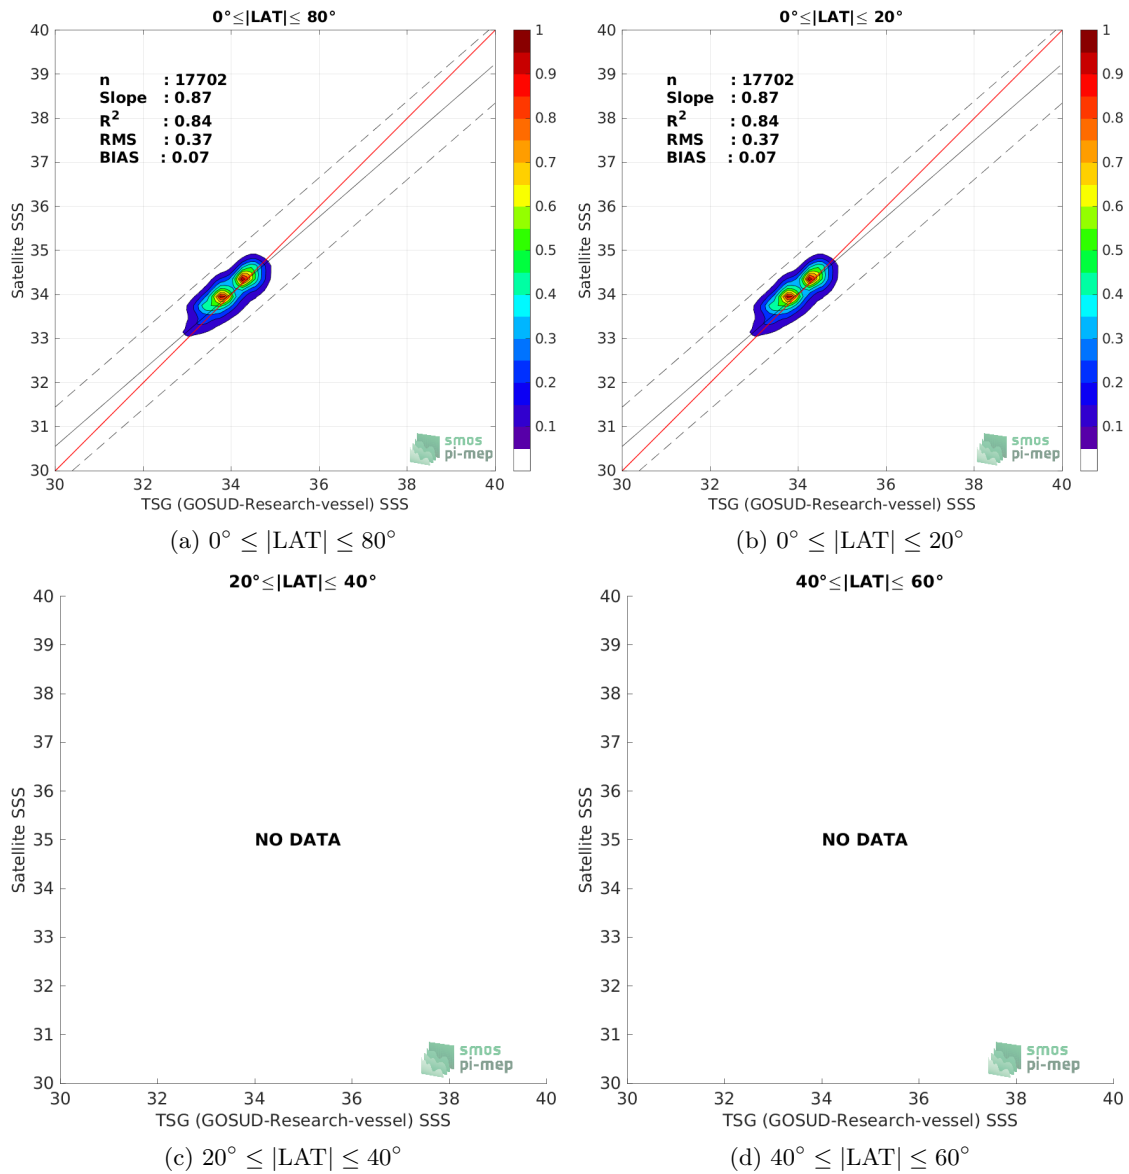 0°≤|LAT|≤ 80°
40
39
38
37
36
35
34
33
32
31
30
Satellite SSS
n : 17702
Slope : 0.87
R² : 0.84
RMS : 0.37
BIAS : 0.07
smos
pi-mep
30 32 34 36 38 40
TSG (GOSUD-Research-vessel) SSS
1
0.9
0.8
0.7
0.6
0.5
0.4
0.3
0.2
0.1
(a) 0° ≤ |LAT| ≤ 80°
0°≤|LAT|≤ 20°
40
39
38
37
36
35
34
33
32
31
30
Satellite SSS
n : 17702
Slope : 0.87
R² : 0.84
RMS : 0.37
BIAS : 0.07
smos
pi-mep
30 32 34 36 38 40
TSG (GOSUD-Research-vessel) SSS
1
0.9
0.8
0.7
0.6
0.5
0.4
0.3
0.2
0.1
(b) 0° ≤ |LAT| ≤ 20°
20°≤|LAT|≤ 40°
40
39
38
37
36
35
34
33
32
31
30
Satellite SSS
NO DATA
smos
pi-mep
30 32 34 36 38 40
TSG (GOSUD-Research-vessel) SSS
(c) 20° ≤ |LAT| ≤ 40°
40°≤|LAT|≤ 60°
40
39
38
37
36
35
34
33
32
31
30
Satellite SSS
NO DATA
smos
pi-mep
30 32 34 36 38 40
TSG (GOSUD-Research-vessel) SSS
(d) 40° ≤ |LAT| ≤ 60°